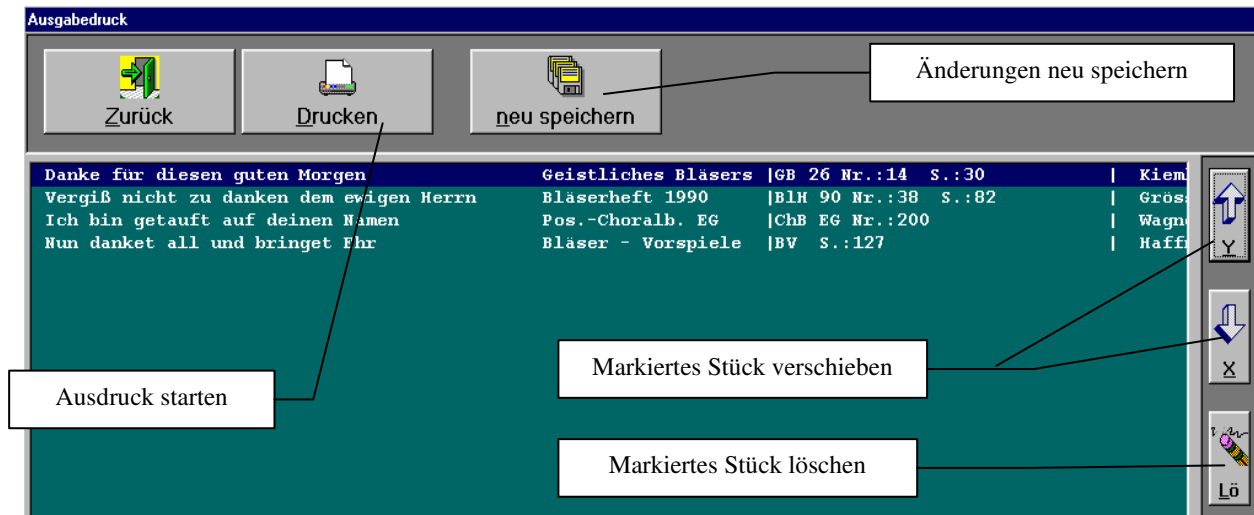 Ausgabedruck
Zurück
Drucken
neu speichern
Änderungen neu speichern
Danke für diesen guten Morgen Geistliches Bläsers |GB 26 Nr.:14 S.:30 |
Vergiß nicht zu danken dem ewigen Herrn Bläserheft 1990 |BlH 90 Nr.:38 S.:82 | Grös
Ich bin getauft auf deinen Namen Pos.-Choralb. EG |ChB EG Nr.:200 | Wagn
Nun danket all und bringet Ehr Bläser - Vorspiele |BV S.:127 | Haff
Y
Markiertes Stück verschieben
X
Ausdruck starten
Markiertes Stück löschen
Lö